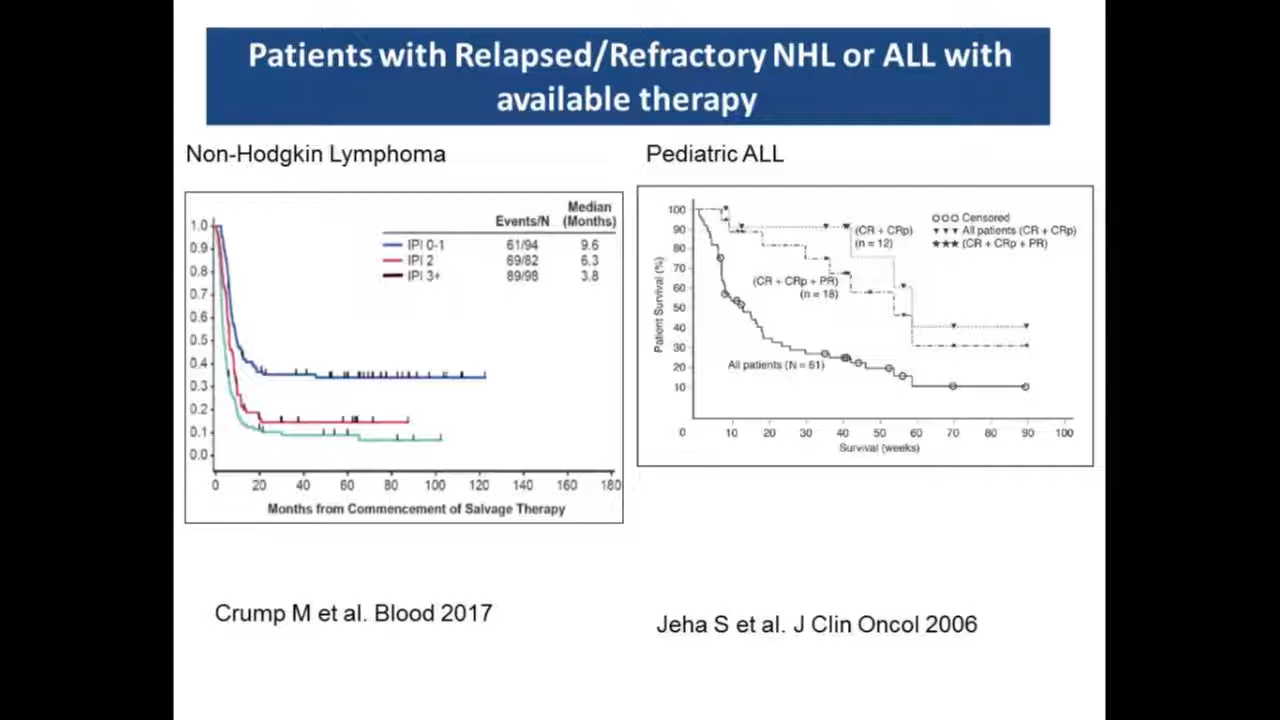 Patients with Relapsed/Refractory NHL or ALL with
available therapy
Non-Hodgkin Lymphoma
Median
Events/N (Months)
IPI 0-1 61/94 9.6
IPI 2 69/82 6.3
IPI 3+ 89/98 3.8
1.0
0.9
0.8
0.7
0.6
0.5
0.4
0.3
0.2
0.1
0.0
0 20 40 60 80 100 120 140 160 180
Months from Commencement of Salvage Therapy
Crump M et al. Blood 2017
Pediatric ALL
Patient Survival (%)
100
90
80
70
60
50
40
30
20
10
Censored
All patients (CR + CRp)
(CR + CRp + PR)
(CR + CRp)
(n = 12)
(CR + CRp + PR)
(n = 18)
All patients (N = 61)
0 10 20 30 40 50 60 70 80 90 100
Survival (weeks)
Jeha S et al. J Clin Oncol 2006